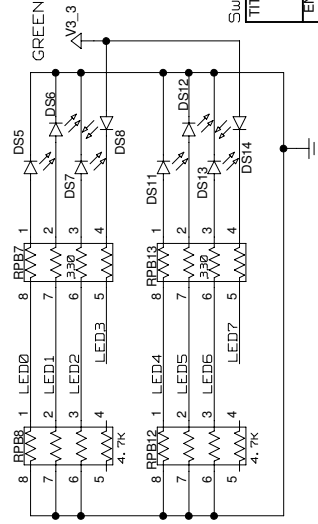 GREEN
V3_3
DS5
DS6
DS7
DS8
RPB7
8 1
7 2
6 3
5 4
330
LED0
LED1
LED2
LED3
RPB8
8 1
7 2
6 3
5 4
4.7K
DS11
DS12
DS13
DS14
RPB13
8 1
7 2
6 3
5 4
330
LED4
LED5
LED6
LED7
RPB12
8 1
7 2
6 3
5 4
4.7K
Sw
TIT
EN